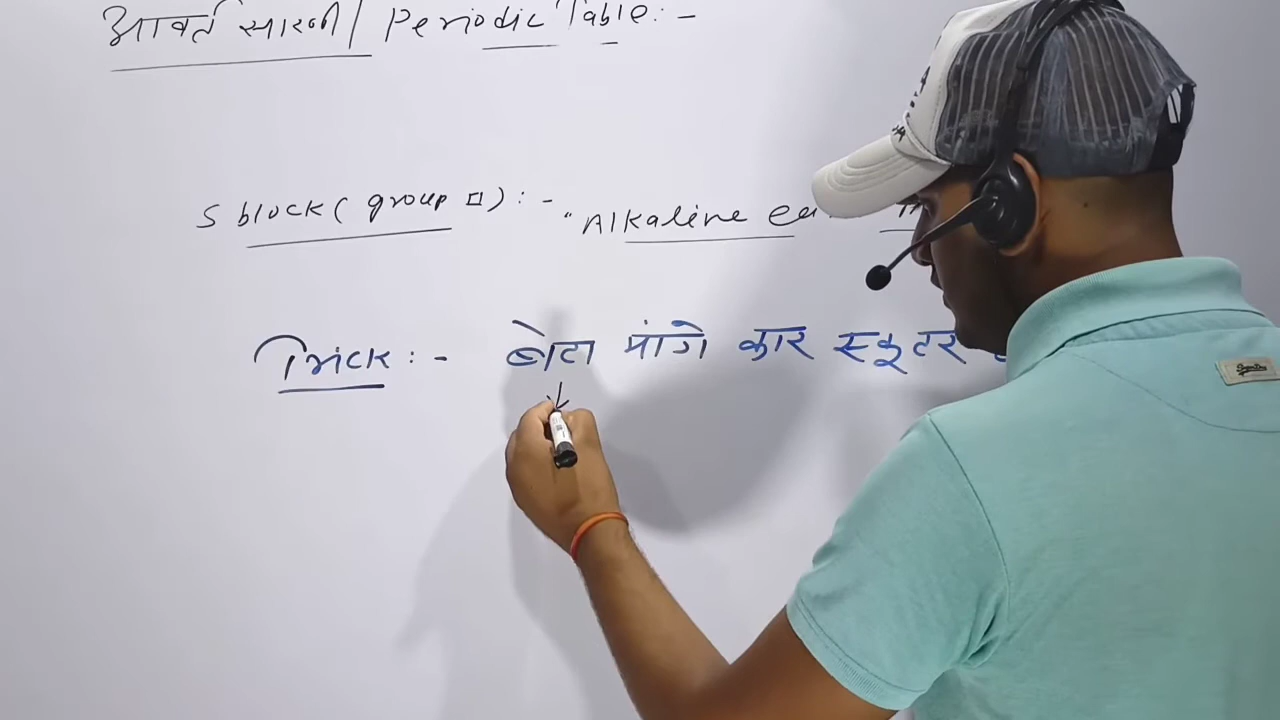 आवर्त सारणी / Periodic Table:-
S block ( group II ) :- "Alkaline ea
Trick :- बेटा मांगे कार स्कूटर